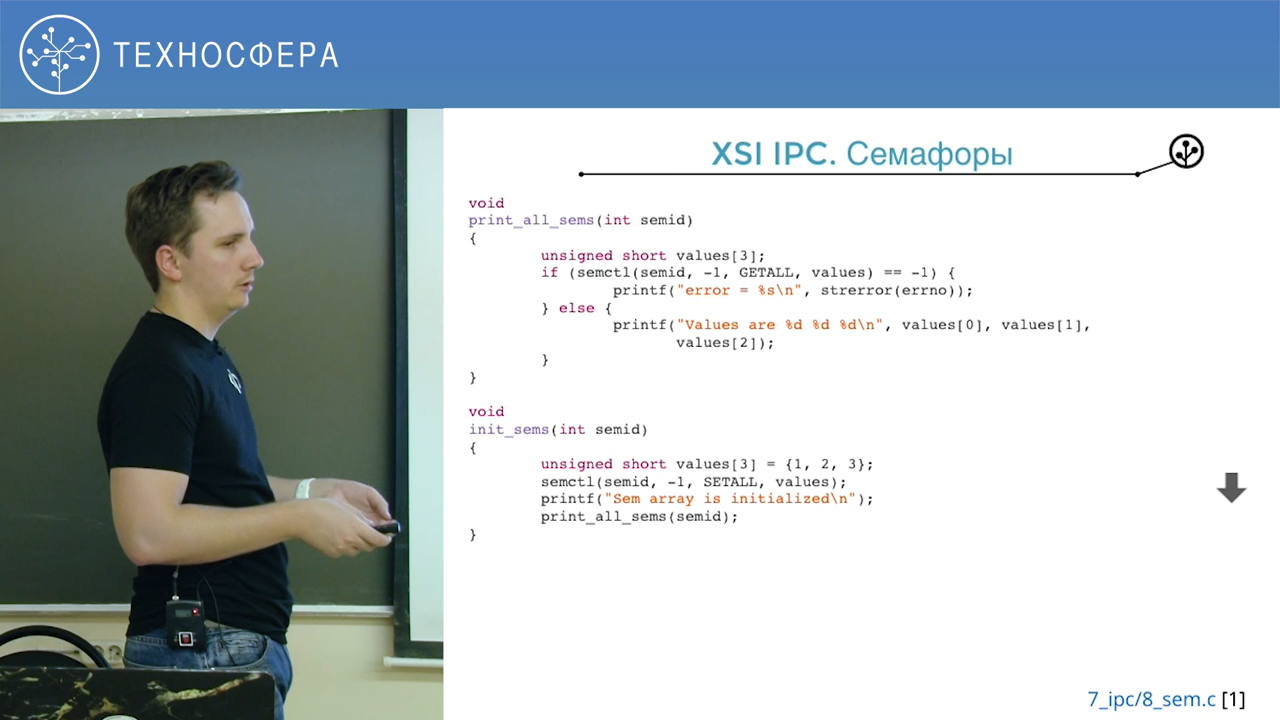 ТЕХНОСФЕРА
XSI IPC. Семафоры
void
print_all_sems(int semid)
{
unsigned short values[3];
if (semctl(semid, -1, GETALL, values) == -1) {
printf("error = %s\n", strerror(errno));
} else {
printf("Values are %d %d %d\n", values[0], values[1],
values[2]);
}
}
void
init_sems(int semid)
{
unsigned short values[3] = {1, 2, 3};
semctl(semid, -1, SETALL, values);
printf("Sem array is initialized\n");
print_all_sems(semid);
}
7_ipc/8_sem.c [1]